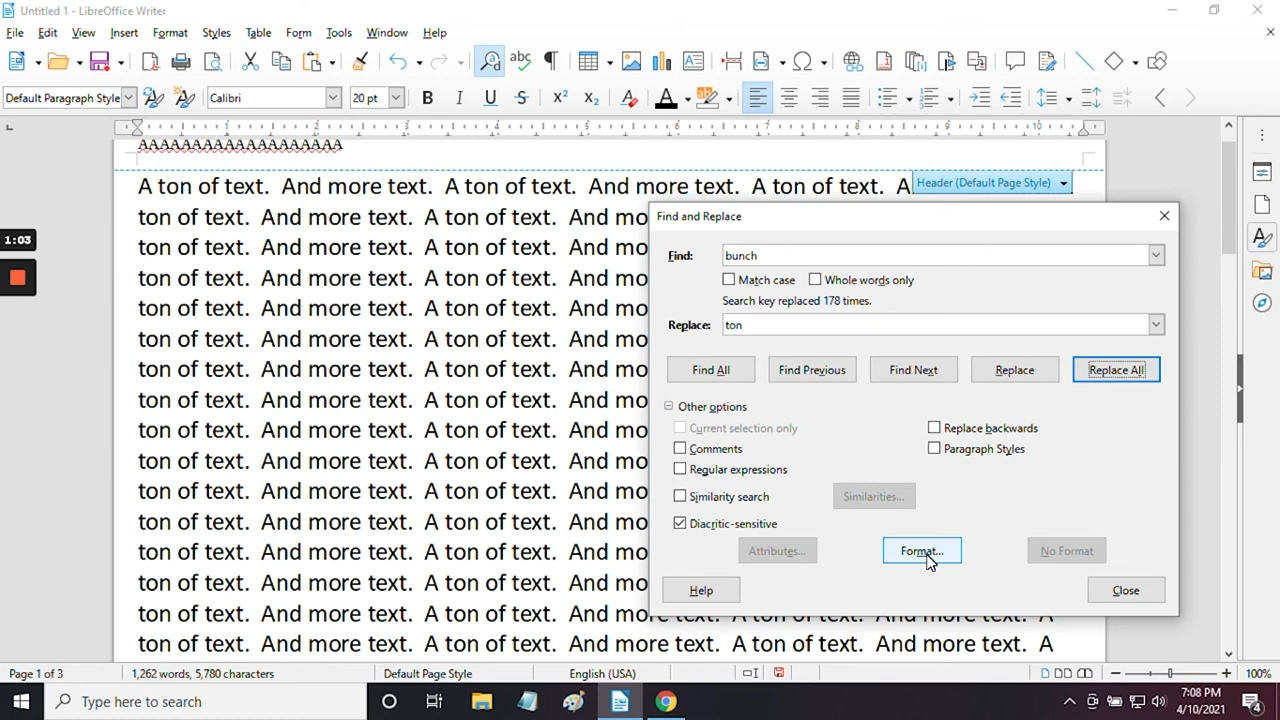 Untitled 1 - LibreOffice Writer
File Edit View Insert Format Styles Table Form Tools Window Help
Default Paragraph Style Calibri 20 pt
1 2 3 4 5 6 7 8 9 10
AAAAAAAAAAAAAAAAAAA
A ton of text. And more text. A ton of text. And more text. A ton of text. A
Header (Default Page Style)
ton of text. And more text. A ton of text. And mo
ton of text. And more text. A ton of text. And mo
ton of text. And more text. A ton of text. And mo
ton of text. And more text. A ton of text. And mo
ton of text. And more text. A ton of text. And mo
ton of text. And more text. A ton of text. And mo
ton of text. And more text. A ton of text. And mo
ton of text. And more text. A ton of text. And mo
ton of text. And more text. A ton of text. And mo
ton of text. And more text. A ton of text. And mo
ton of text. And more text. A ton of text. And mo
ton of text. And more text. A ton of text. And mo
ton of text. And more text. A ton of text. And mo
ton of text. And more text. A ton of text. And more text. A ton of text. And more text. A
ton of text. And more text. A ton of text. And more text. A ton of text. And more text. A
1:03
Find and Replace
Find: bunch
Match case Whole words only
Search key replaced 178 times.
Replace: ton
Find All Find Previous Find Next Replace Replace All
Other options
Current selection only Replace backwards
Comments Paragraph Styles
Regular expressions
Similarity search Similarities...
Diacritic-sensitive
Attributes... Format... No Format
Help Close
Page 1 of 3 1,262 words, 5,780 characters Default Page Style English (USA) 100%
Type here to search
7:08 PM
4/10/2021
4